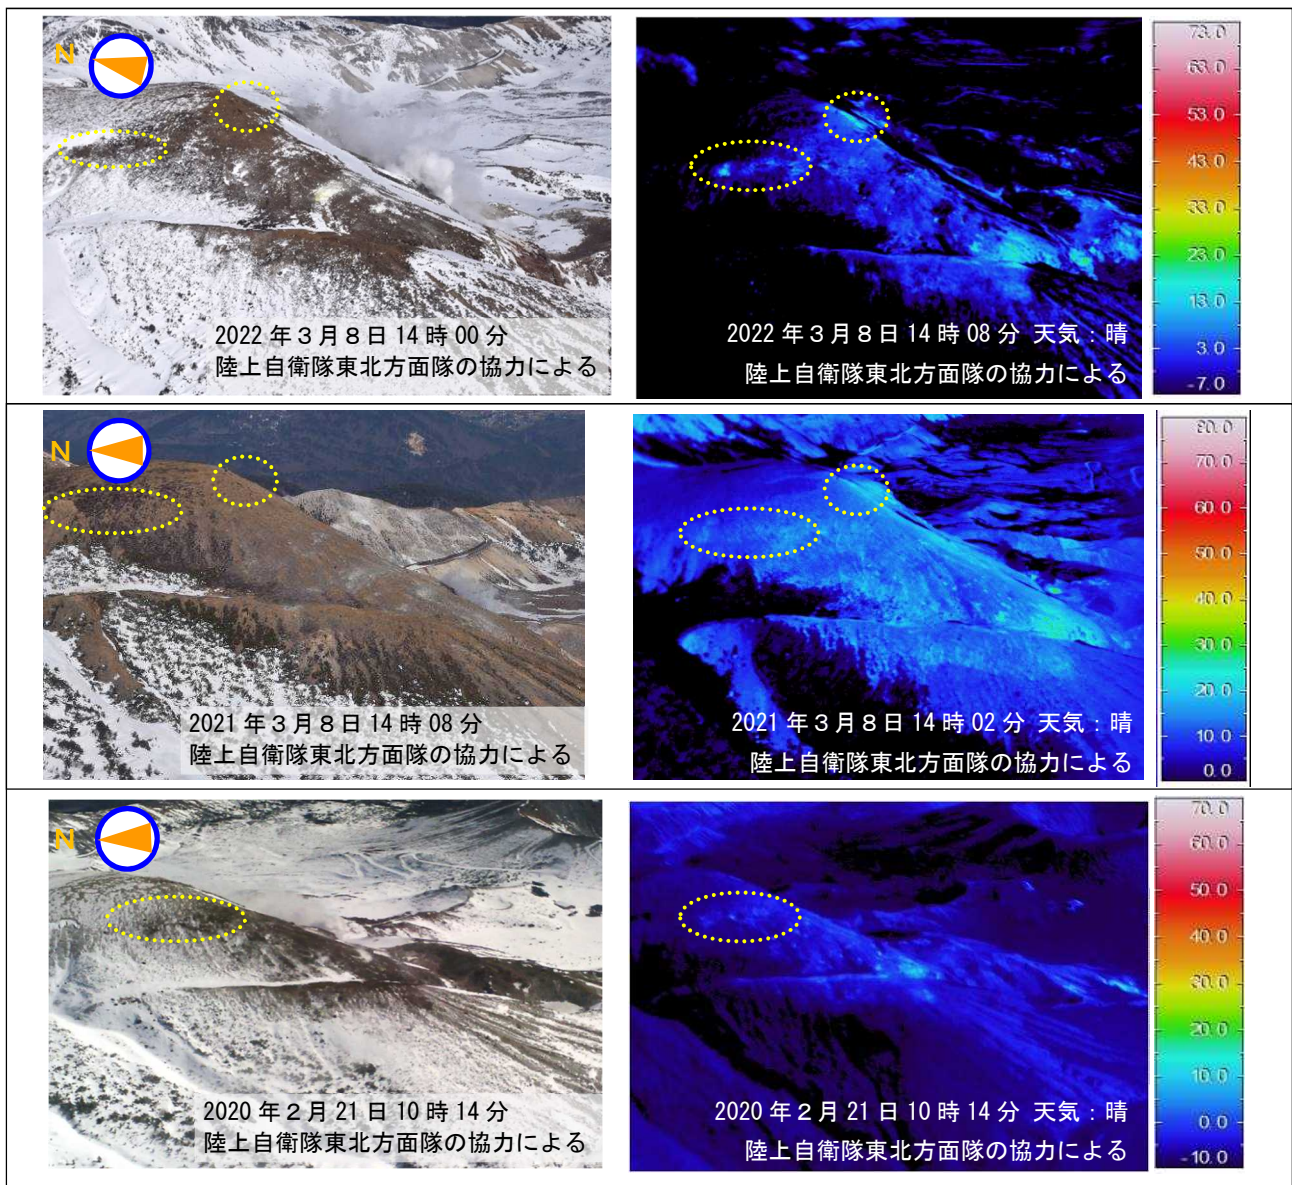 N
2022年3月8日14時00分
陸上自衛隊東北方面隊の協力による
2022年3月8日14時08分 天気：晴
陸上自衛隊東北方面隊の協力による
73.0
63.0
53.0
43.0
33.0
23.0
13.0
3.0
-7.0
N
2021年3月8日14時08分
陸上自衛隊東北方面隊の協力による
2021年3月8日14時02分 天気：晴
陸上自衛隊東北方面隊の協力による
80.0
70.0
60.0
50.0
40.0
30.0
20.0
10.0
0.0
N
2020年2月21日10時14分
陸上自衛隊東北方面隊の協力による
2020年2月21日10時14分 天気：晴
陸上自衛隊東北方面隊の協力による
70.0
60.0
50.0
40.0
30.0
20.0
10.0
0.0
-10.0